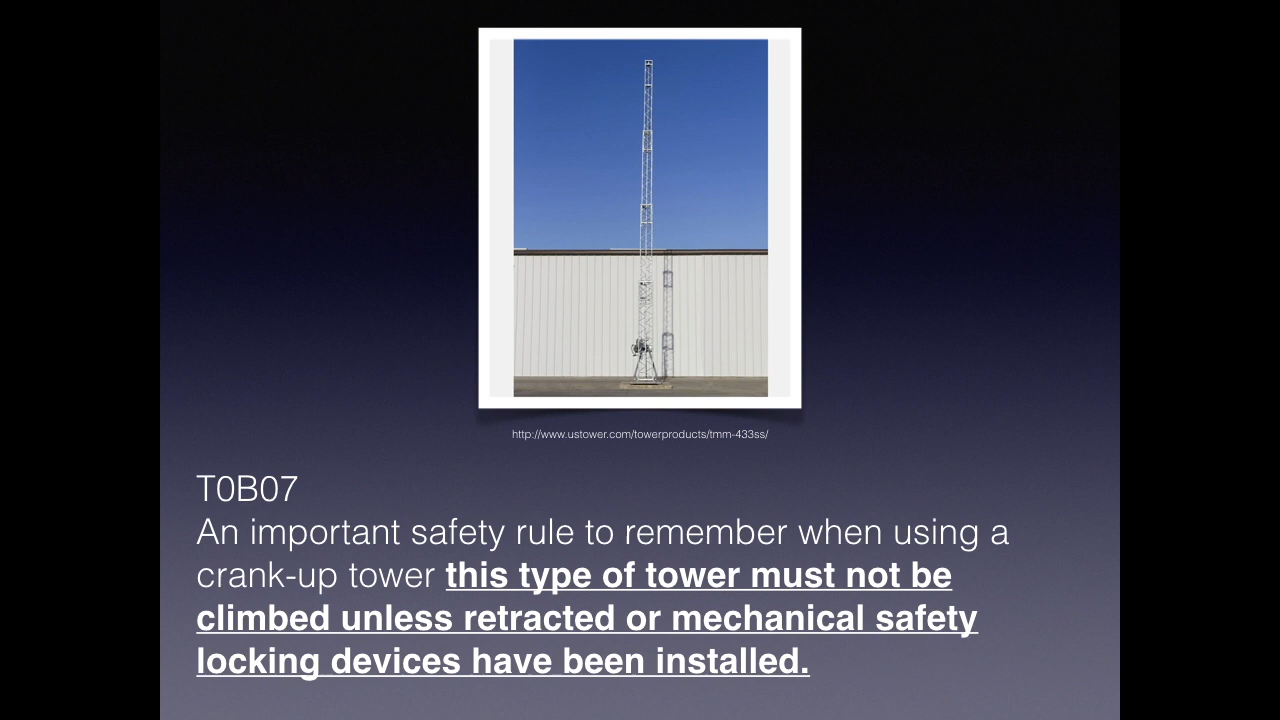 http://www.ustower.com/towerproducts/tmm-433ss/
T0B07
An important safety rule to remember when using a
crank-up tower this type of tower must not be
climbed unless retracted or mechanical safety
locking devices have been installed.